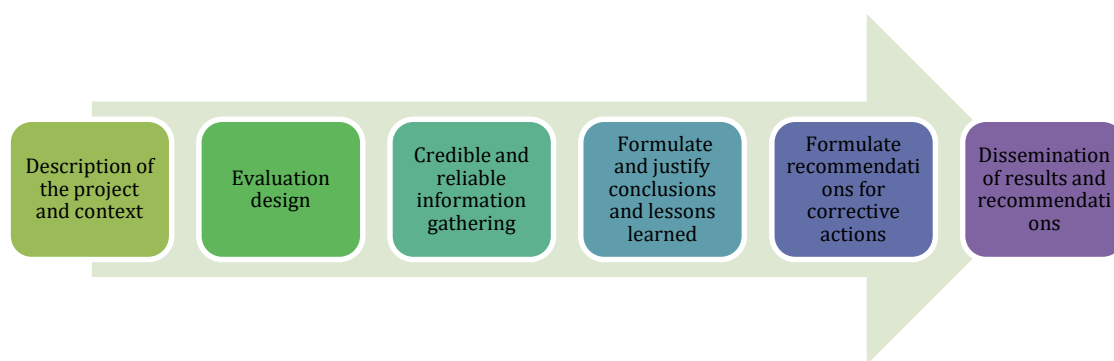 Description of
the project
and context
Evaluation
design
Credible and
reliable
information
gathering
Formulate
and justify
conclusions
and lessons
learned
Formulate
recommendati
ons for
corrective
actions
Dissemination
of results and
recommendati
ons